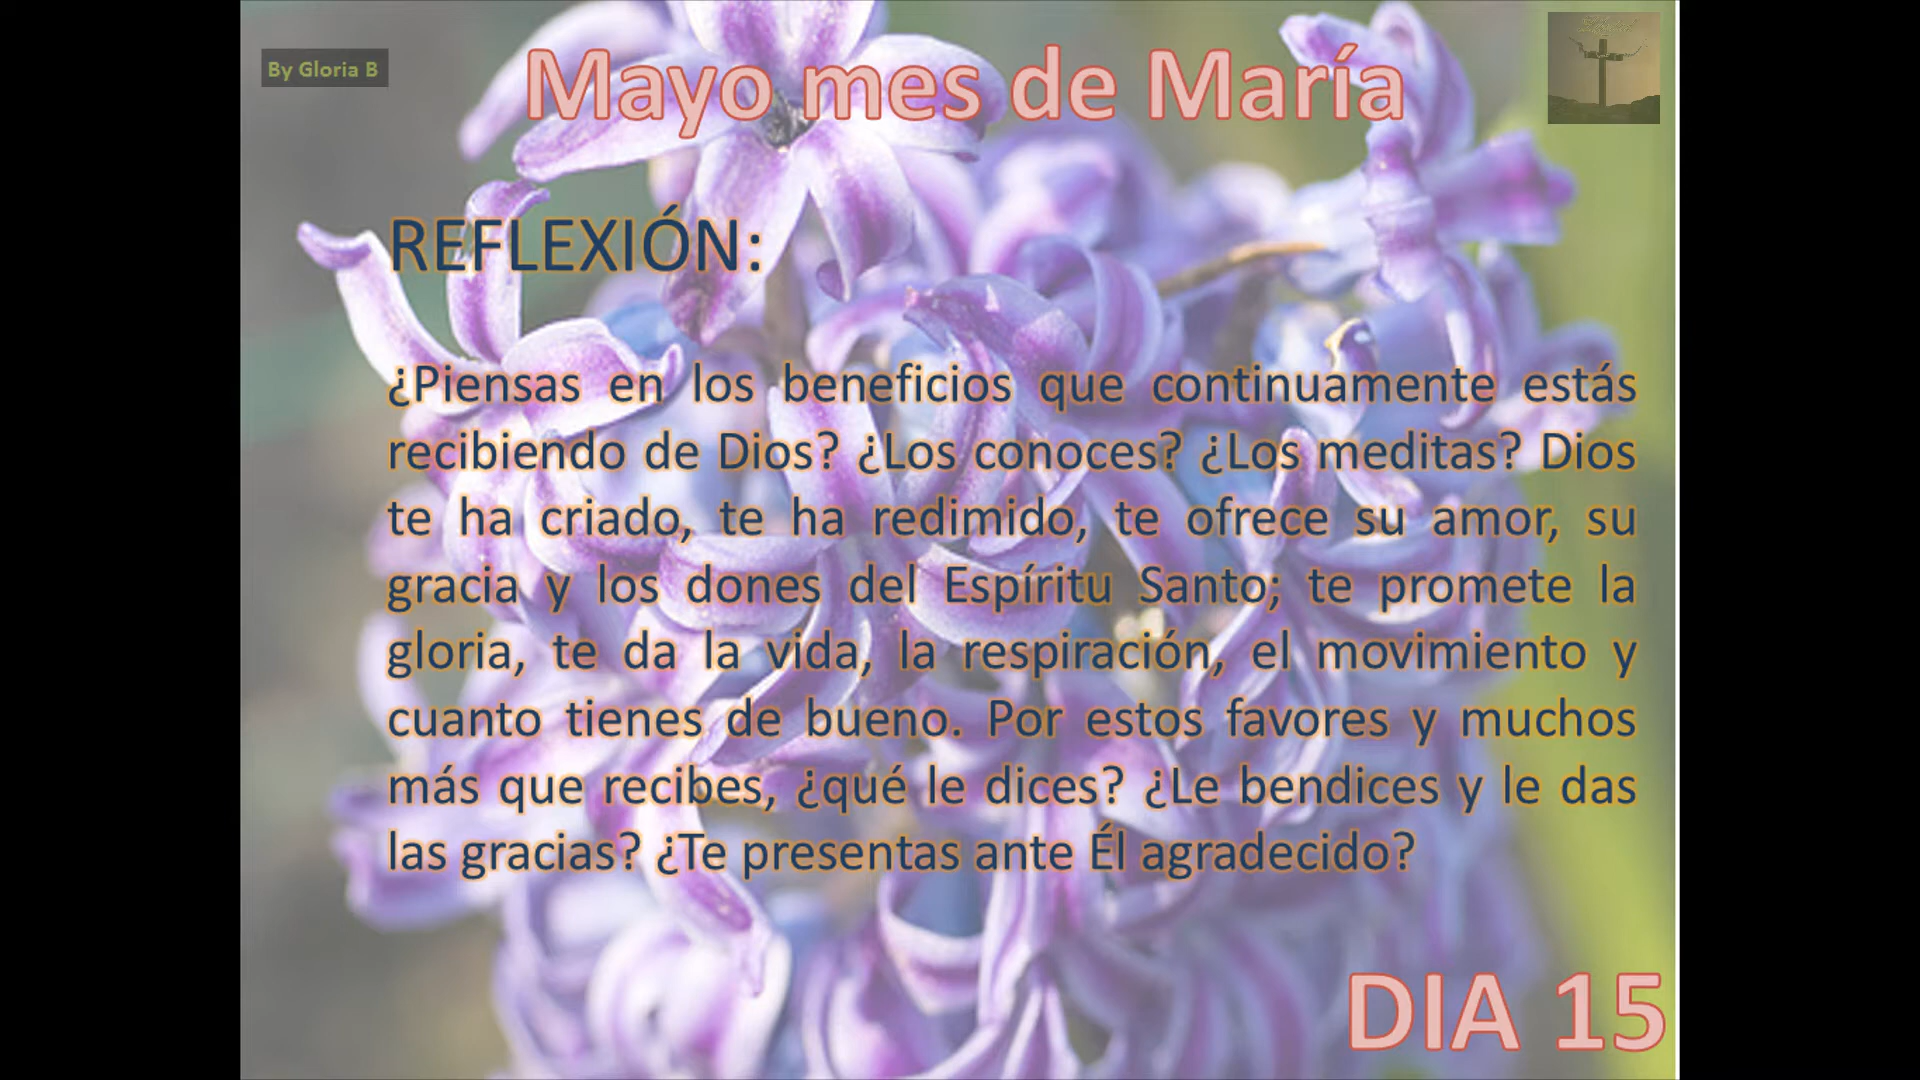 By Gloria B
Mayo mes de María
REFLEXIÓN:
¿Piensas en los beneficios que continuamente estás
recibiendo de Dios? ¿Los conoces? ¿Los meditas? Dios
te ha criado, te ha redimido, te ofrece su amor, su
gracia y los dones del Espíritu Santo; te promete la
gloria, te da la vida, la respiración, el movimiento y
cuanto tienes de bueno. Por estos favores y muchos
más que recibes, ¿qué le dices? ¿Le bendices y le das
las gracias? ¿Te presentas ante Él agradecido?
DIA 15